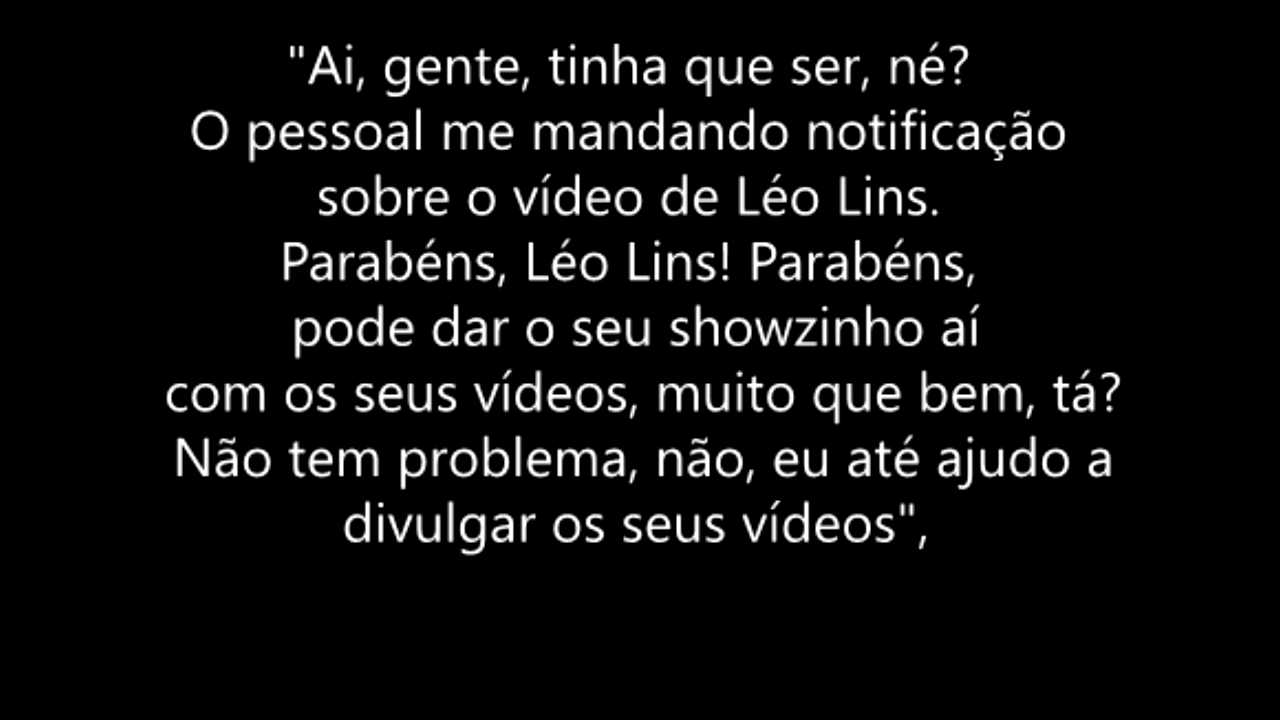 "Ai, gente, tinha que ser, né?
O pessoal me mandando notificação
sobre o vídeo de Léo Lins.
Parabéns, Léo Lins! Parabéns,
pode dar o seu showzinho aí
com os seus vídeos, muito que bem, tá?
Não tem problema, não, eu até ajudo a
divulgar os seus vídeos",